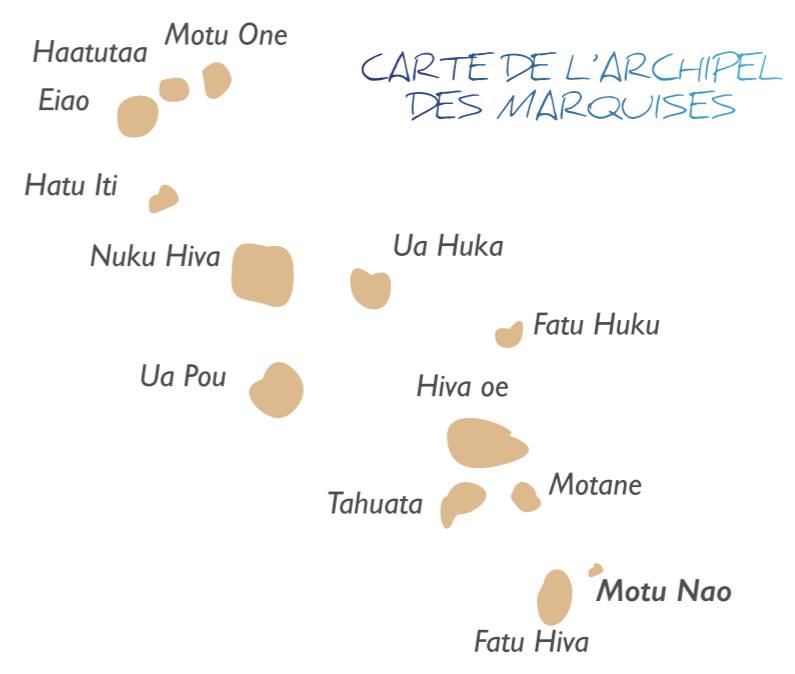 Motu One
Haatutaa
CARTE DE L'ARCHIPEL
DES MARQUISES
Eiao
Hatu Iti
Nuku Hiva
Ua Huka
Fatu Huku
Ua Pou
Hiva oe
Motane
Tahuata
Motu Nao
Fatu Hiva